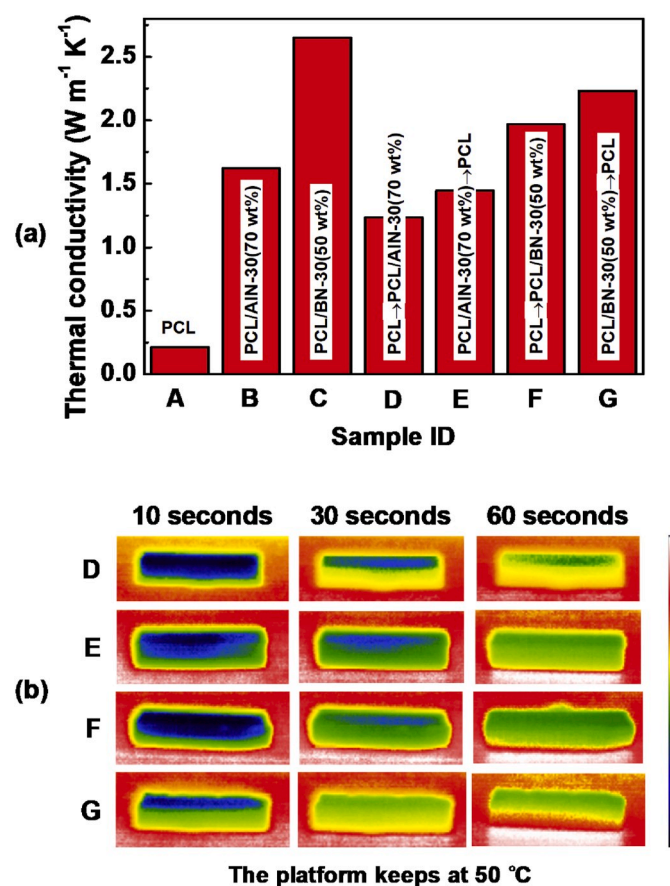 2.5
2.0
1.5
1.0
0.5
0.0
Thermal conductivity (W m⁻¹ K⁻¹)
(a)
PCL
PCL/AlN-30(70 wt%)
PCL/BN-30(50 wt%)
PCL→PCL/AlN-30(70 wt%)
PCL/AlN-30(70 wt%)→PCL
PCL→PCL/BN-30(50 wt%)
PCL/BN-30(50 wt%)→PCL
A B C D E F G
Sample ID
10 seconds 30 seconds 60 seconds
D
E
(b)
F
G
The platform keeps at 50 °C